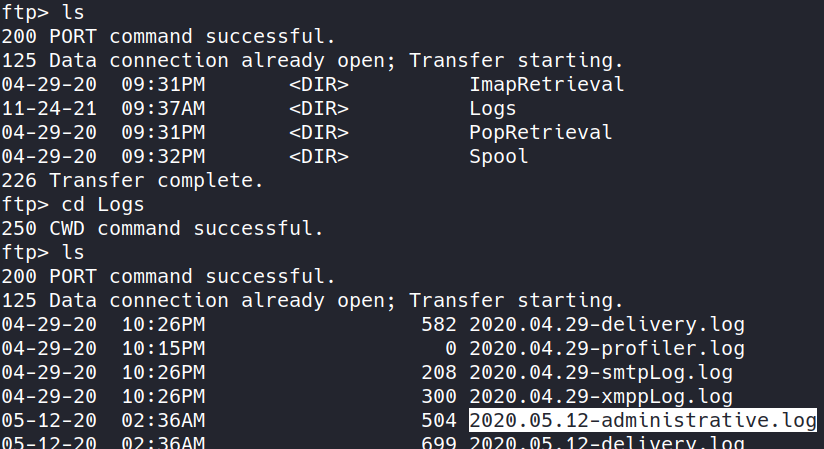 ftp> ls
200 PORT command successful.
125 Data connection already open; Transfer starting.
04-29-20  09:31PM       <DIR>          ImapRetrieval
11-24-21  09:37AM       <DIR>          Logs
04-29-20  09:31PM       <DIR>          PopRetrieval
04-29-20  09:32PM       <DIR>          Spool
226 Transfer complete.
ftp> cd Logs
250 CWD command successful.
ftp> ls
200 PORT command successful.
125 Data connection already open; Transfer starting.
04-29-20  10:26PM                  582 2020.04.29-delivery.log
04-29-20  10:15PM                    0 2020.04.29-profiler.log
04-29-20  10:26PM                  208 2020.04.29-smtpLog.log
04-29-20  10:26PM                  300 2020.04.29-xmppLog.log
05-12-20  02:36AM                  504 2020.05.12-administrative.log
05-12-20  02:36AM                  699 2020.05.12-delivery.log